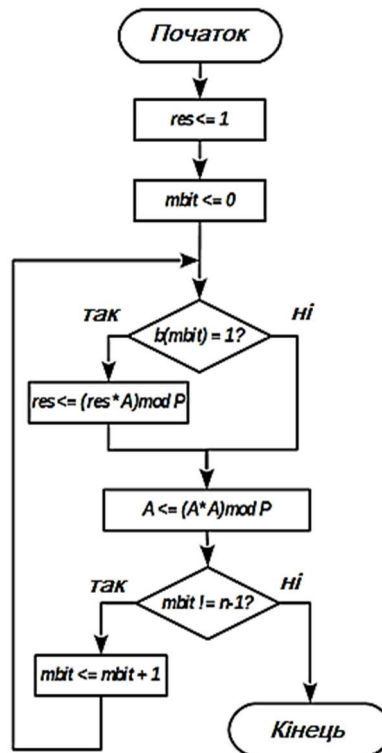 Початок
res<= 1
mbit <= 0
так
ні
b(mbit) = 1?
res<= (res*A)mod P
A <= (A*A)mod P
так
ні
mbit != n-1?
mbit <= mbit + 1
Кінець